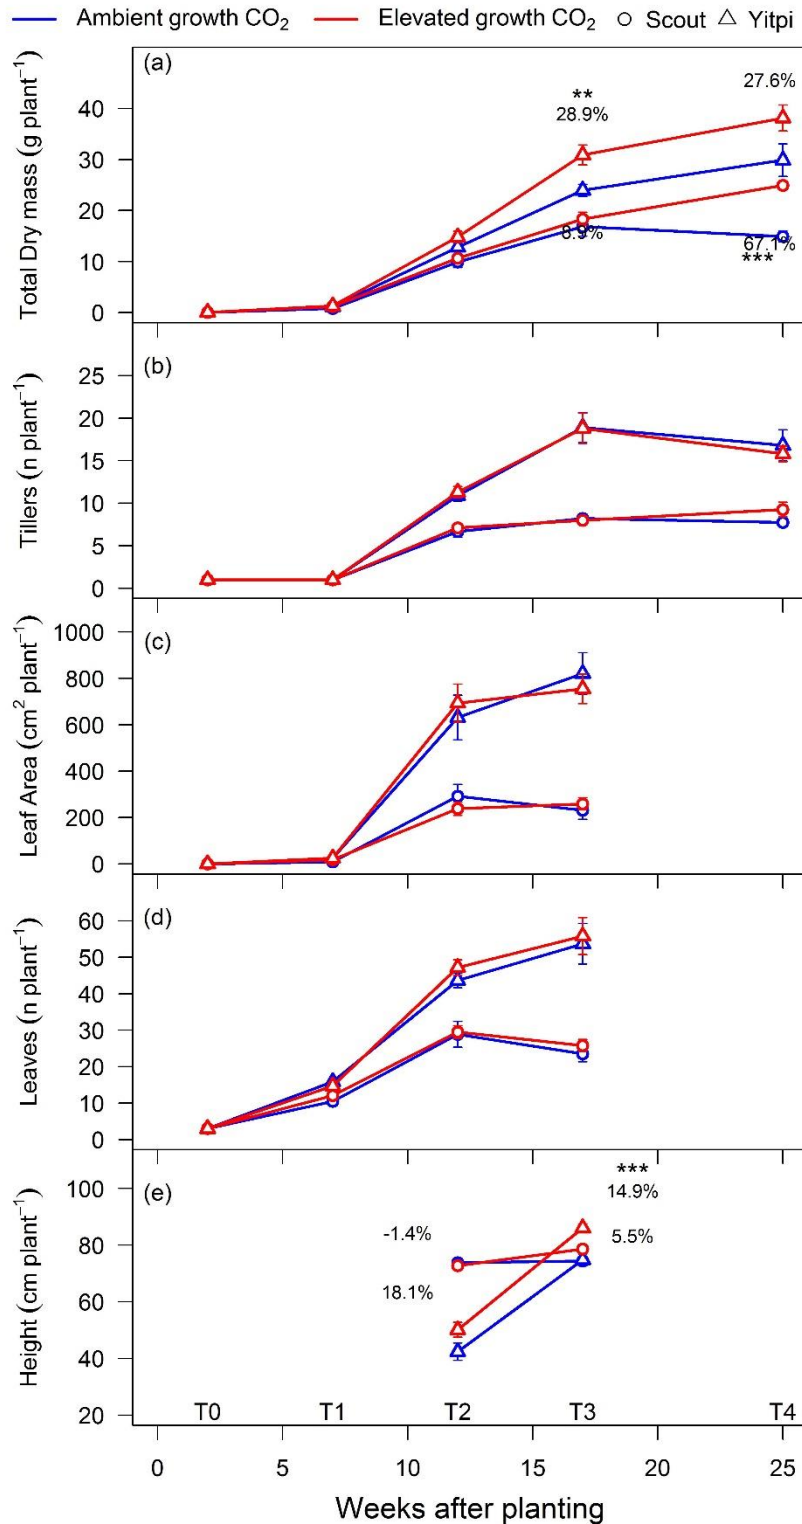 Ambient growth CO₂ Elevated growth CO₂ Scout Yitpi
(a)
Total Dry mass (g plant⁻¹)
40
30
20
10
0
**
28.9%
27.6%
8.9%
67.1%
***
(b)
Tillers (n plant⁻¹)
25
20
15
10
5
0
(c)
Leaf Area (cm² plant⁻¹)
1000
800
600
400
200
0
(d)
Leaves (n plant⁻¹)
60
50
40
30
20
10
0
(e)
Height (cm plant⁻¹)
100
80
60
40
20
***
14.9%
-1.4%
5.5%
18.1%
T0 T1 T2 T3 T4
0 5 10 15 20 25
Weeks after planting